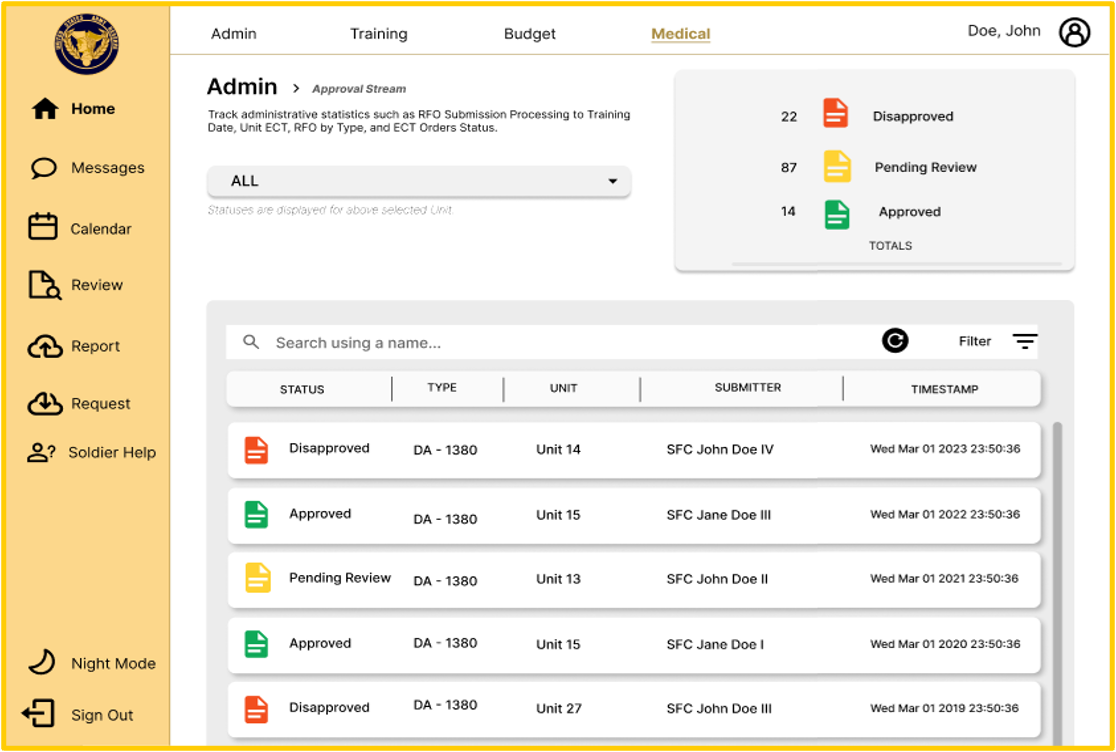 UNITED STATES ARMY RESERVE
Admin Training Budget Medical Doe, John
Home
Messages
Calendar
Review
Report
Request
Soldier Help
Night Mode
Sign Out
Admin > Approval Stream
Track administrative statistics such as RFO Submission Processing to Training
Date, Unit ECT, RFO by Type, and ECT Orders Status.
ALL
Statuses are displayed for above selected Unit.
22 Disapproved
87 Pending Review
14 Approved
TOTALS
Search using a name... Filter
STATUS TYPE UNIT SUBMITTER TIMESTAMP
Disapproved DA - 1380 Unit 14 SFC John Doe IV Wed Mar 01 2023 23:50:36
Approved DA - 1380 Unit 15 SFC Jane Doe III Wed Mar 01 2022 23:50:36
Pending Review DA - 1380 Unit 13 SFC John Doe II Wed Mar 01 2021 23:50:36
Approved DA - 1380 Unit 15 SFC Jane Doe I Wed Mar 01 2020 23:50:36
Disapproved DA - 1380 Unit 27 SFC John Doe III Wed Mar 01 2019 23:50:36